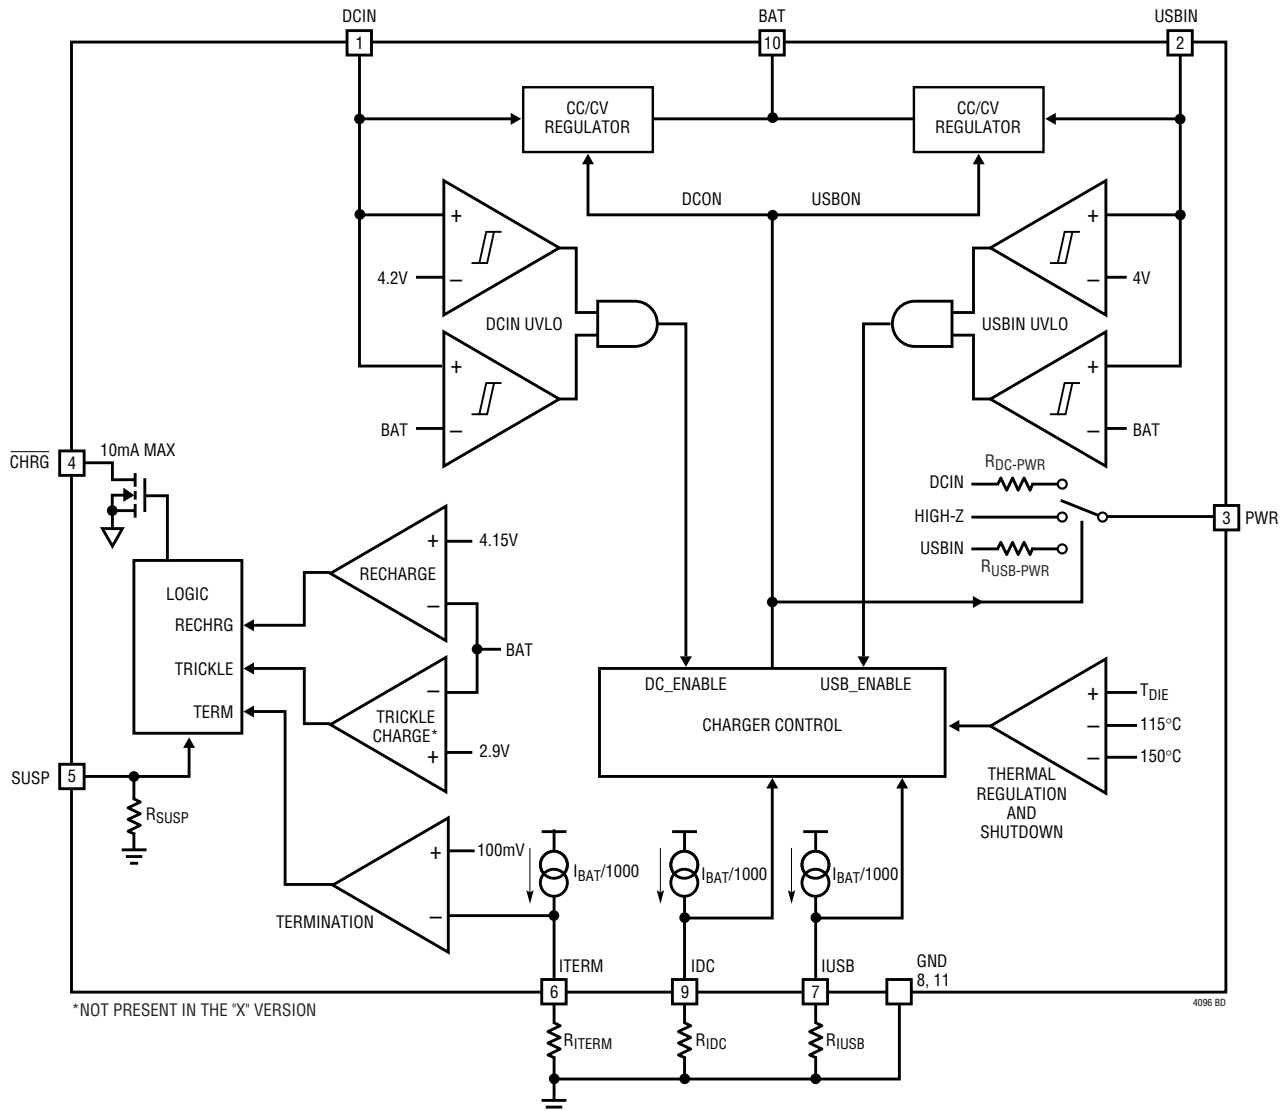 DCIN
BAT
USBIN
1
10
2
CC/CV
REGULATOR
CC/CV
REGULATOR
DCON
USBON
+
+
4.2V
–
–
4V
DCIN UVLO
USBIN UVLO
+
+
BAT
–
–
BAT
CHRG
4
10mA MAX
DCIN
RDC-PWR
HIGH-Z
3
PWR
USBIN
RUSB-PWR
+
4.15V
RECHARGE
–
LOGIC
RECHRG
TRICKLE
TERM
BAT
–
TRICKLE
CHARGE*
+
2.9V
DC_ENABLE
USB_ENABLE
CHARGER CONTROL
+
TDIE
–
115°C
–
150°C
THERMAL
REGULATION
AND
SHUTDOWN
SUSP
5
RSUSP
+
100mV
–
TERMINATION
IBAT/1000
IBAT/1000
IBAT/1000
ITERM
IDC
IUSB
GND
8, 11
6
9
7
*NOT PRESENT IN THE "X" VERSION
4096 BD
RITERM
RIDC
RIUSB